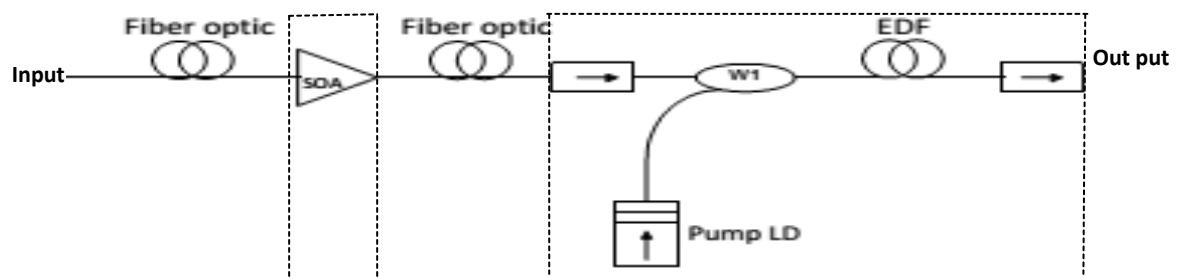 Fiber optic
Fiber optic
EDF
Input
SOA
W1
Out put
Pump LD